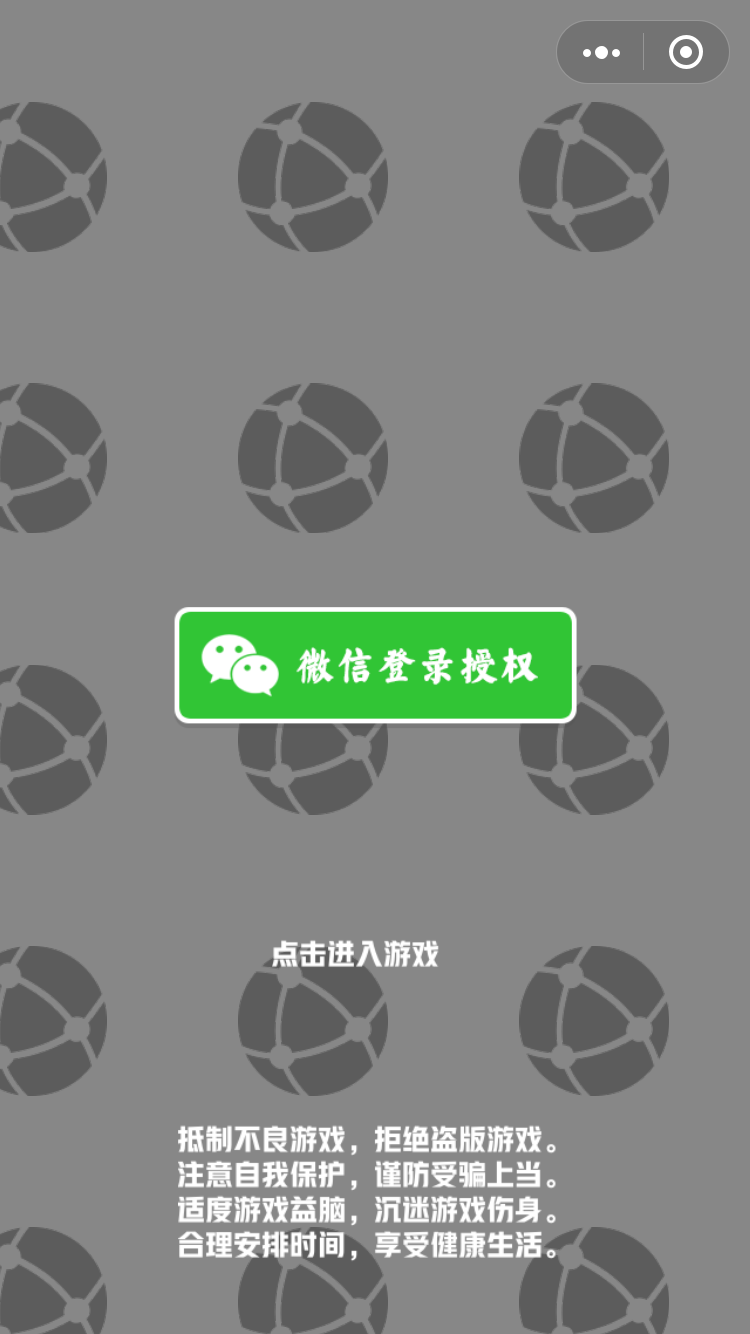 微信登录授权
点击进入游戏
抵制不良游戏，拒绝盗版游戏。
注意自我保护，谨防受骗上当。
适度游戏益脑，沉迷游戏伤身。
合理安排时间，享受健康生活。